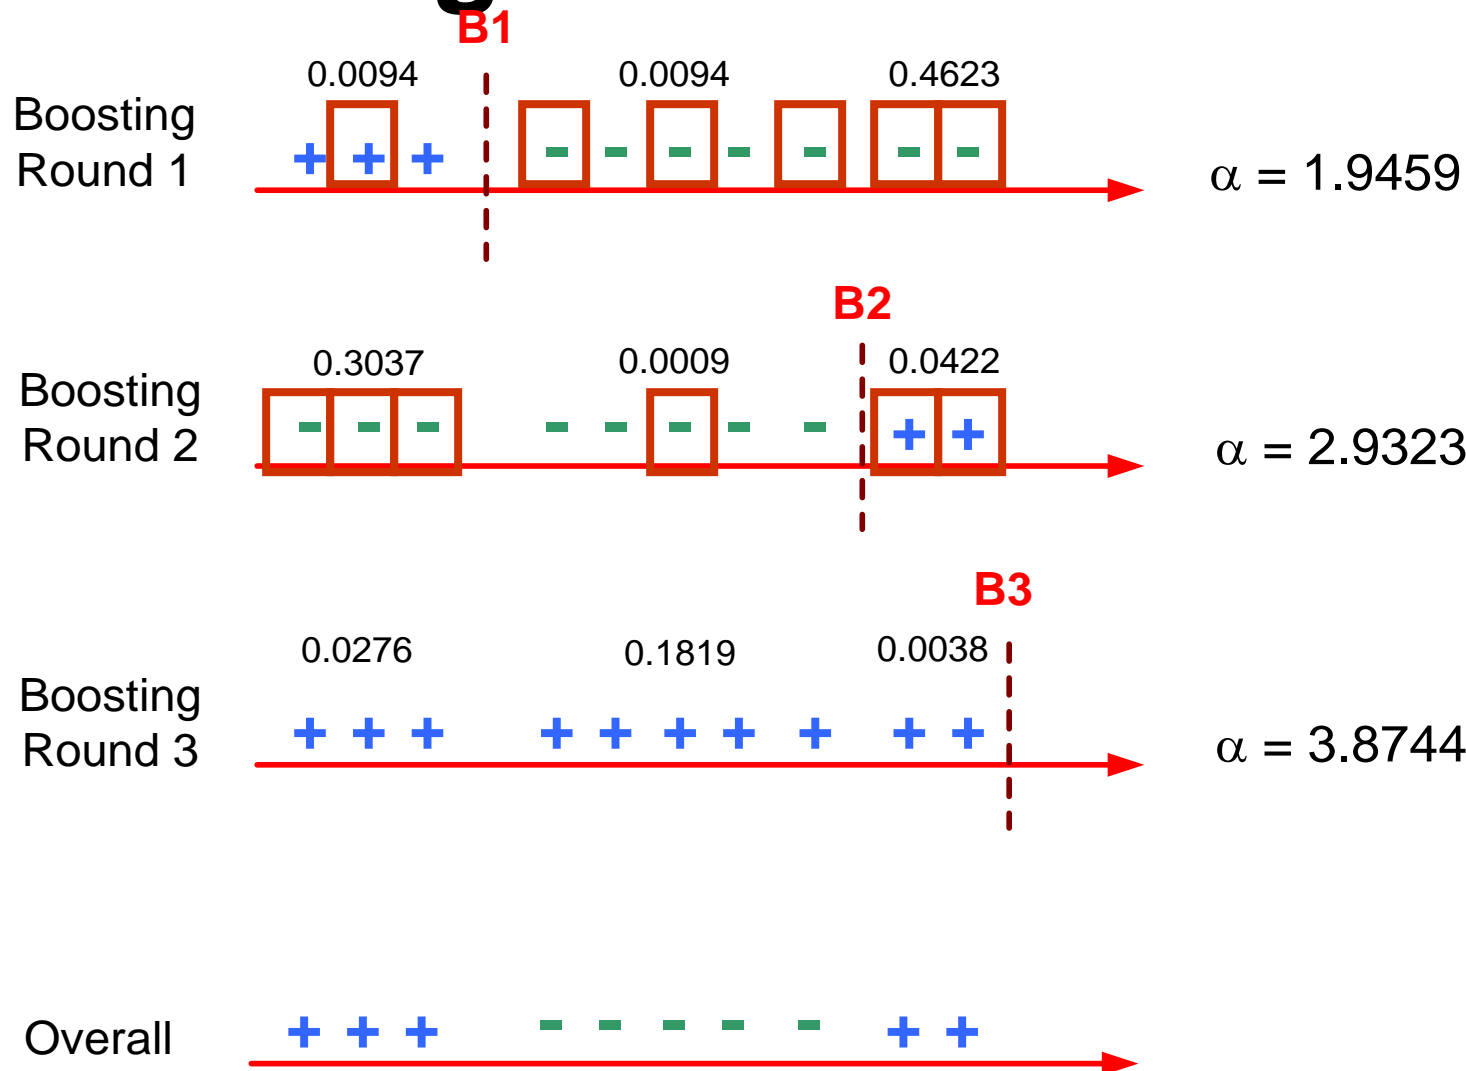 B1
0.0094 0.0094 0.4623
Boosting
Round 1
+ + + - - - - - - -
α = 1.9459
B2
0.3037 0.0009 0.0422
Boosting
Round 2
- - - - - - - - + +
α = 2.9323
B3
0.0276 0.1819 0.0038
Boosting
Round 3
+ + + + + + + + + +
α = 3.8744
Overall
+ + + - - - - - + +